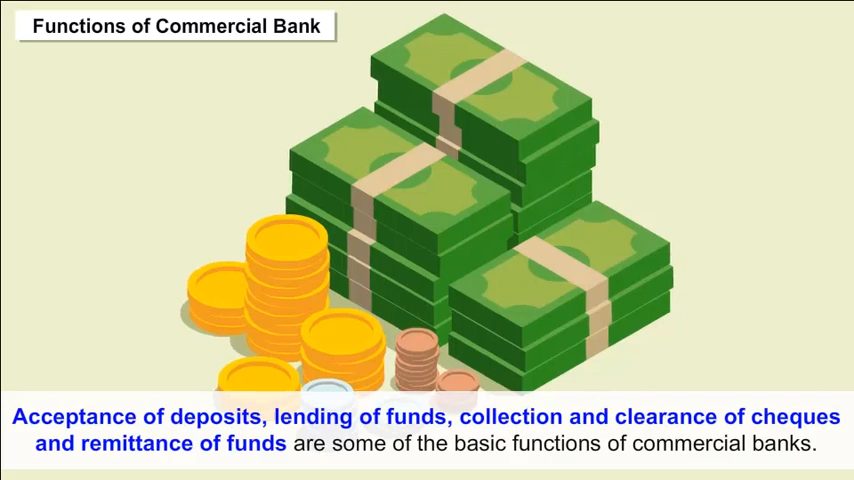 Functions of Commercial Bank
Acceptance of deposits, lending of funds, collection and clearance of cheques
and remittance of funds are some of the basic functions of commercial banks.